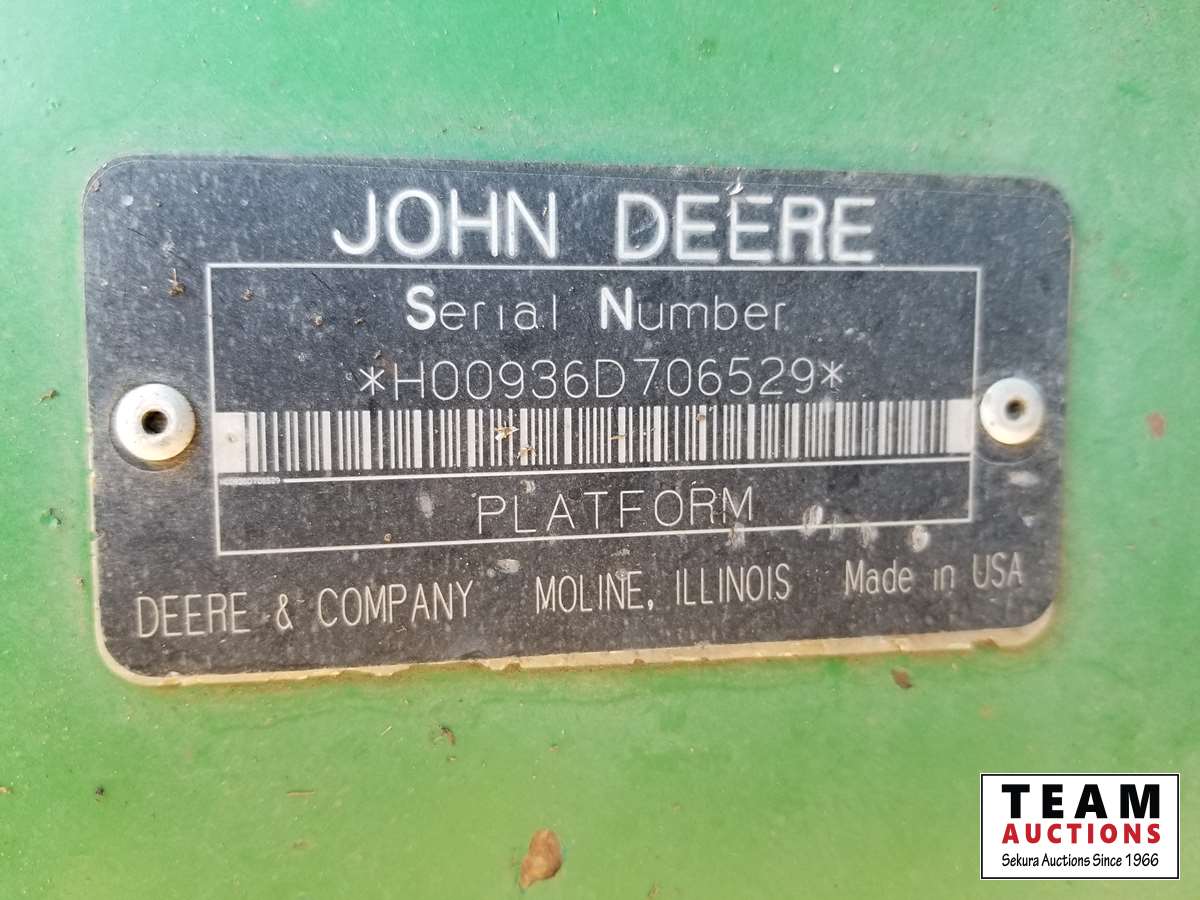 JOHN DEERE
Serial Number
*H00936D706529*
H00936D706529
PLATFORM
DEERE & COMPANY MOLINE, ILLINOIS Made in USA
TEAM
AUCTIONS
Sekura Auctions Since 1966